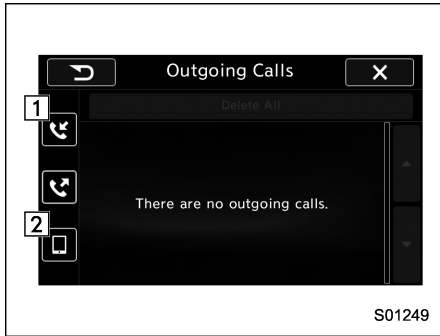 Outgoing Calls
Delete All
1
There are no outgoing calls.
2
S01249